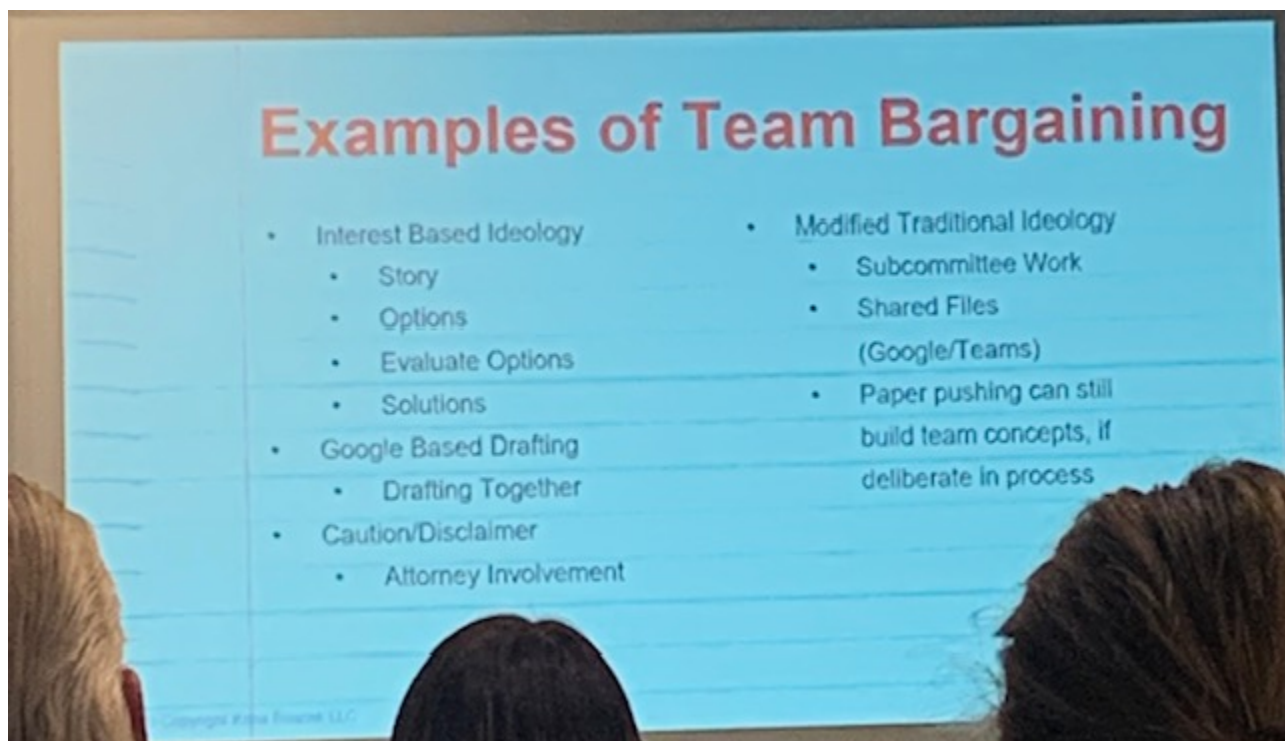 Examples of Team Bargaining
• Interest Based Ideology
• Story
• Options
• Evaluate Options
• Solutions
• Google Based Drafting
• Drafting Together
• Caution/Disclaimer
• Attorney Involvement
• Modified Traditional Ideology
• Subcommittee Work
• Shared Files
(Google/Teams)
• Paper pushing can still
build team concepts, if
deliberate in process
Copyright
LLC